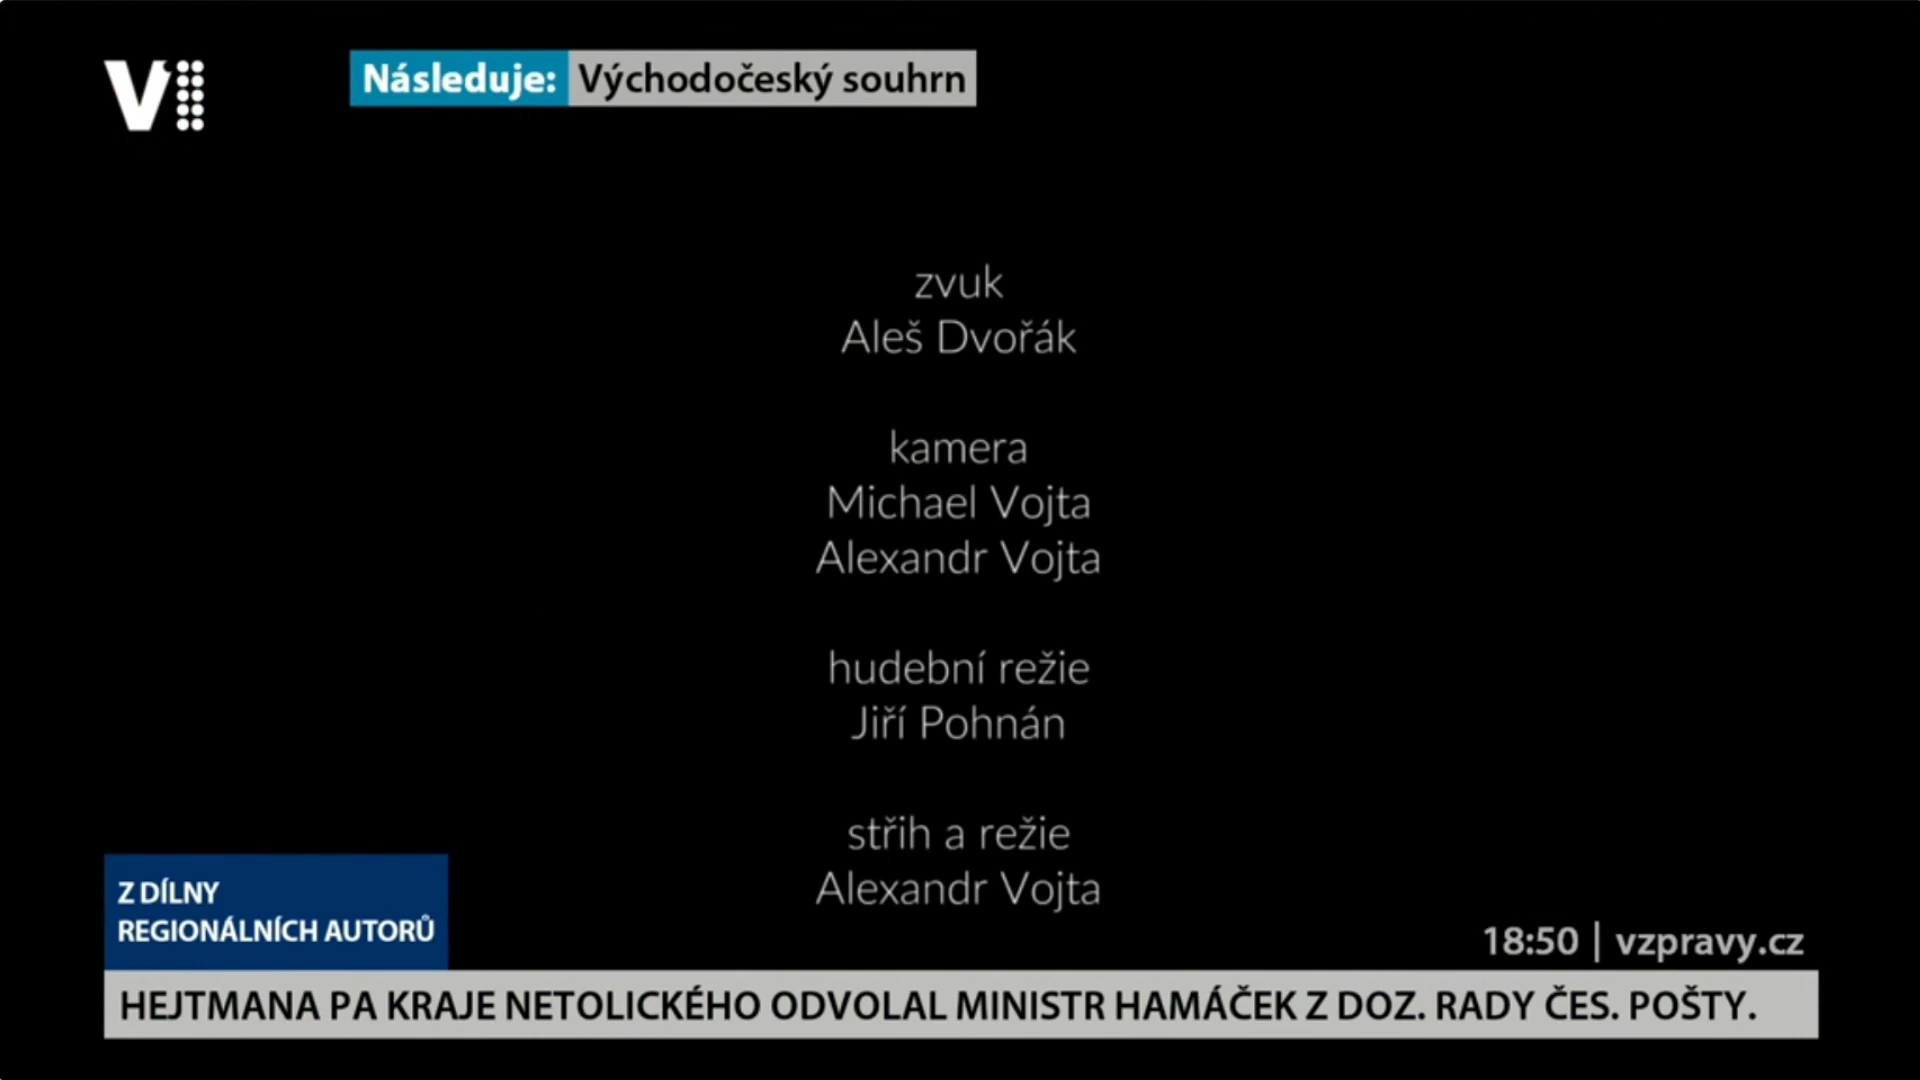 V1
Následuje: Východočeský souhrn
zvuk
Aleš Dvořák
kamera
Michael Vojta
Alexandr Vojta
hudební režie
Jiří Pohnán
střih a režie
Alexandr Vojta
Z DÍLNY
REGIONÁLNÍCH AUTORŮ
18:50 | vzpravy.cz
HEJTMANA PA KRAJE NETOLICKÉHO ODVOLAL MINISTR HAMÁČEK Z DOZ. RADY ČES. POŠTY.